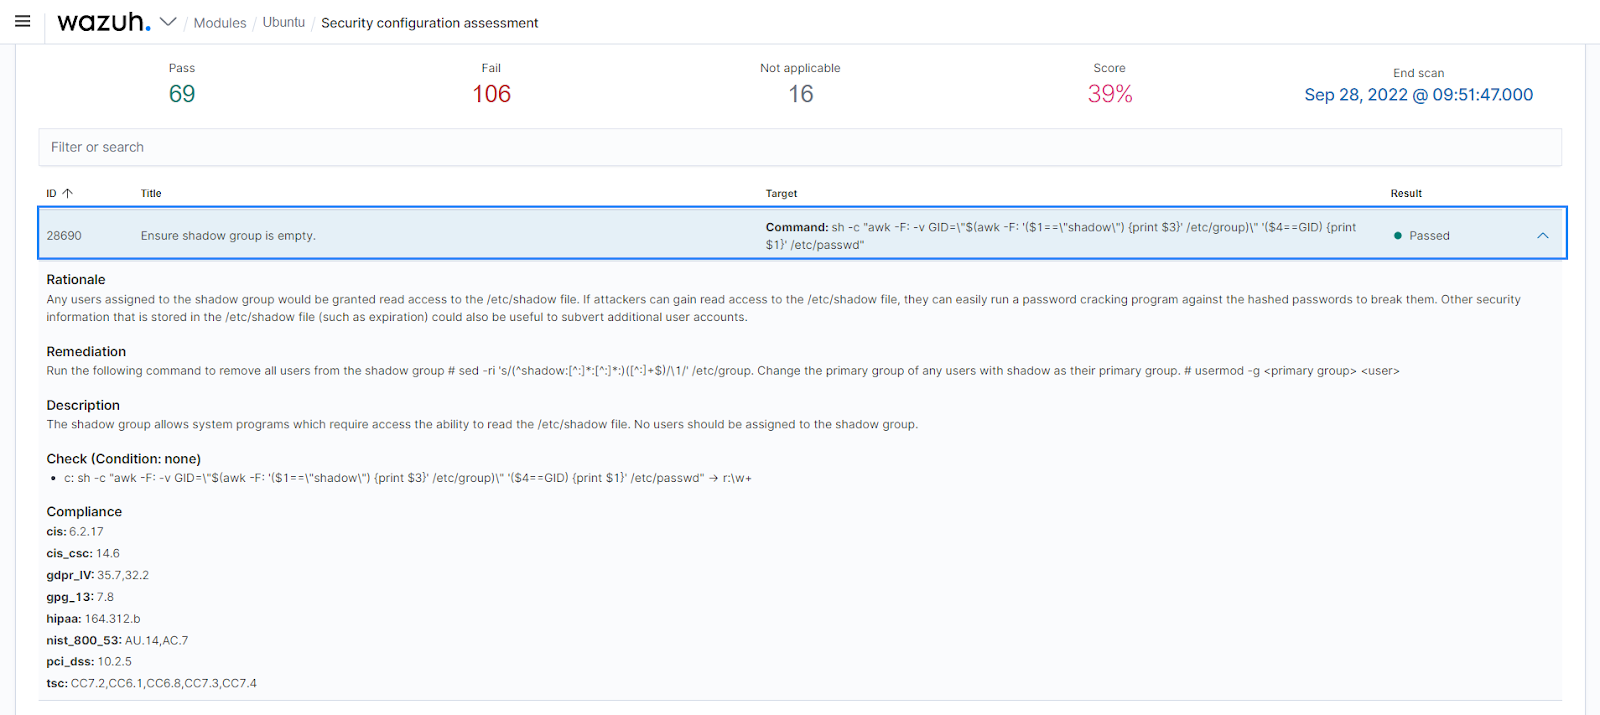 wazuh. / Modules / Ubuntu / Security configuration assessment
Pass Fail Not applicable Score End scan
69 106 16 39% Sep 28, 2022 @ 09:51:47.000
Filter or search
ID ↑ Title Target Result
28690 Ensure shadow group is empty. Command: sh -c "awk -F: -v GID=\"$(awk -F: '($1==\"shadow\") {print $3}' /etc/group)\" '($4==GID) {print
$1}' /etc/passwd" Passed
Rationale
Any users assigned to the shadow group would be granted read access to the /etc/shadow file. If attackers can gain read access to the /etc/shadow file, they can easily run a password cracking program against the hashed passwords to break them. Other security
information that is stored in the /etc/shadow file (such as expiration) could also be useful to subvert additional user accounts.
Remediation
Run the following command to remove all users from the shadow group # sed -ri 's/(^shadow:[^:]*:[^:]*:)([^:]+$)/\1/' /etc/group. Change the primary group of any users with shadow as their primary group. # usermod -g <primary group> <user>
Description
The shadow group allows system programs which require access the ability to read the /etc/shadow file. No users should be assigned to the shadow group.
Check (Condition: none)
• c: sh -c "awk -F: -v GID=\"$(awk -F: '($1==\"shadow\") {print $3}' /etc/group)\" '($4==GID) {print $1}' /etc/passwd" → r:\w+
Compliance
cis: 6.2.17
cis_csc: 14.6
gdpr_IV: 35.7,32.2
gpg_13: 7.8
hipaa: 164.312.b
nist_800_53: AU.14,AC.7
pci_dss: 10.2.5
tsc: CC7.2,CC6.1,CC6.8,CC7.3,CC7.4